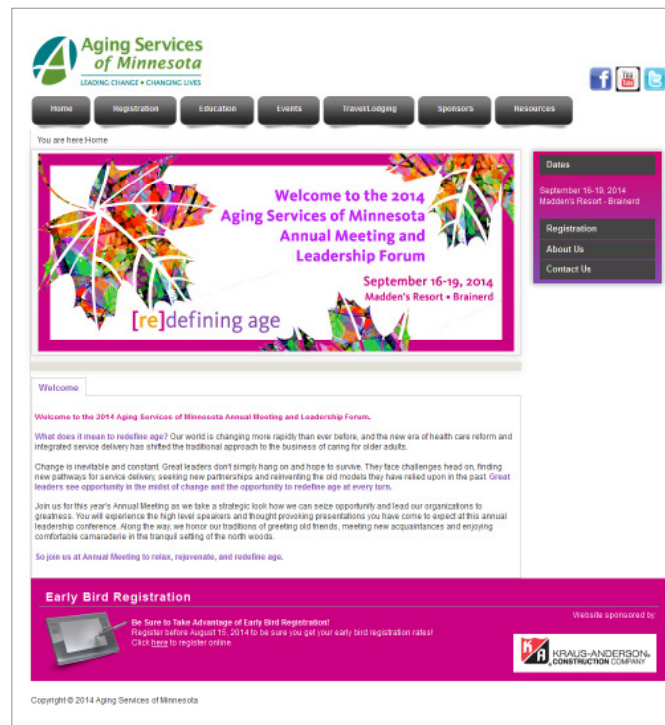 Aging Services
of Minnesota
LEADING CHANGE • CHANGING LIVES
You Tube
Home
Registration
Education
Events
Travel/Lodging
Sponsors
Resources
You are here:Home
Welcome to the 2014
Aging Services of Minnesota
Annual Meeting and
Leadership Forum
September 16-19, 2014
Madden's Resort • Brainerd
[re]defining age
Dates
September 16-19, 2014
Madden's Resort - Brainerd
Registration
About Us
Contact Us
Welcome
Welcome to the 2014 Aging Services of Minnesota Annual Meeting and Leadership Forum.
What does it mean to redefine age? Our world is changing more rapidly than ever before, and the new era of health care reform and
integrated service delivery has shifted the traditional approach to the business of caring for older adults.
Change is inevitable and constant. Great leaders don't simply hang on and hope to survive. They face challenges head on, finding
new pathways for service delivery, seeking new partnerships and reinventing the old models they have relied upon in the past. Great
leaders see opportunity in the midst of change and the opportunity to redefine age at every turn.
Join us for this year's Annual Meeting as we take a strategic look how we can seize opportunity and lead our organizations to
greatness. You will experience the high level speakers and thought provoking presentations you have come to expect at this annual
leadership conference. Along the way, we honor our traditions of greeting old friends, meeting new acquaintances and enjoying
comfortable camaraderie in the tranquil setting of the north woods.
So join us at Annual Meeting to relax, rejuvenate, and redefine age.
Early Bird Registration
Be Sure to Take Advantage of Early Bird Registration!
Register before August 15, 2014 to be sure you get your early bird registration rates!
Click here to register online.
Website sponsored by:
KA
KRAUS-ANDERSON®
CONSTRUCTION COMPANY
Copyright © 2014 Aging Services of Minnesota